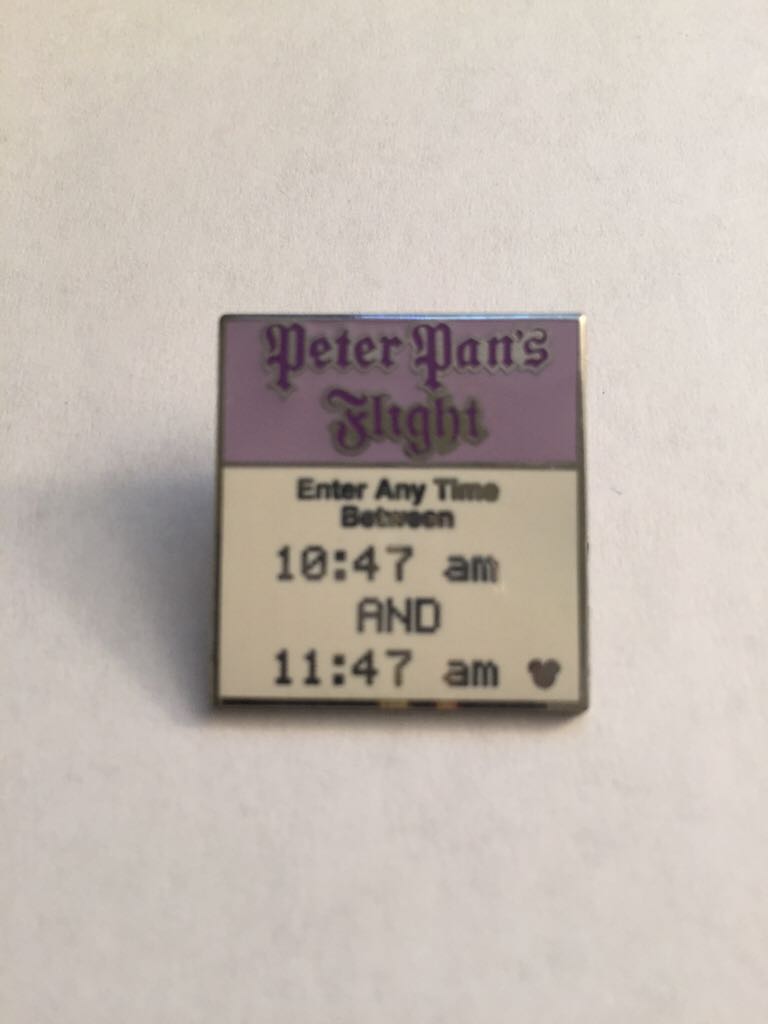 Peter Pan's
Flight
Enter Any Time
Between
10:47 am
AND
11:47 am